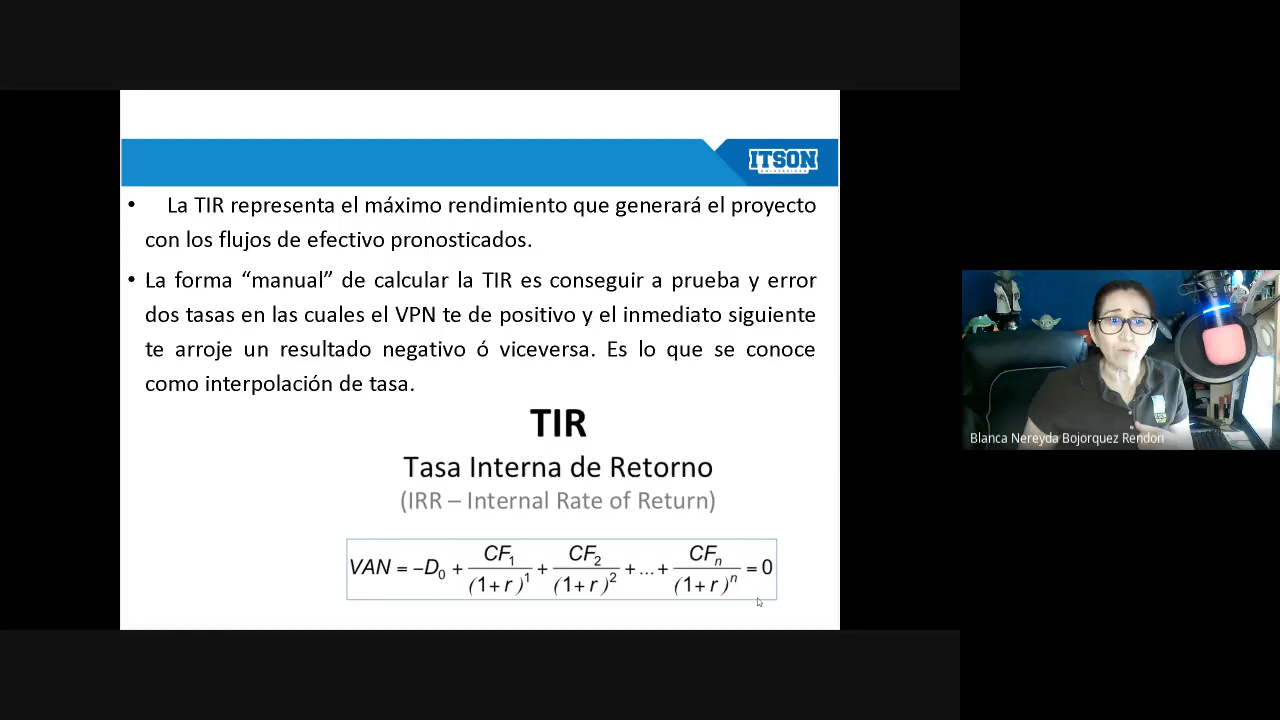 ITSON
• La TIR representa el máximo rendimiento que generará el proyecto
con los flujos de efectivo pronosticados.
• La forma “manual” de calcular la TIR es conseguir a prueba y error
dos tasas en las cuales el VPN te de positivo y el inmediato siguiente
te arroje un resultado negativo ó viceversa. Es lo que se conoce
como interpolación de tasa.
TIR
Tasa Interna de Retorno
(IRR – Internal Rate of Return)
VAN = −D₀ + CF₁/(1+r)¹ + CF₂/(1+r)² + ... + CFₙ/(1+r)ⁿ = 0
Blanca Nereyda Bojorquez Rendon